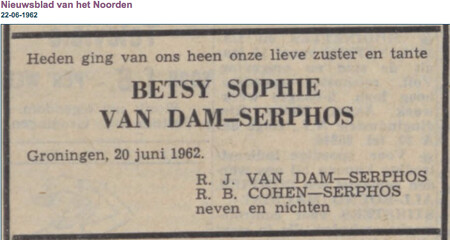 Nieuwsblad van het Noorden
22-06-1962
Heden ging van ons heen onze lieve zuster en tante
BETSY SOPHIE
VAN DAM—SERPHOS
Groningen, 20 juni 1962.
R. J. VAN DAM—SERPHOS
R. B. COHEN—SERPHOS
neven en nichten